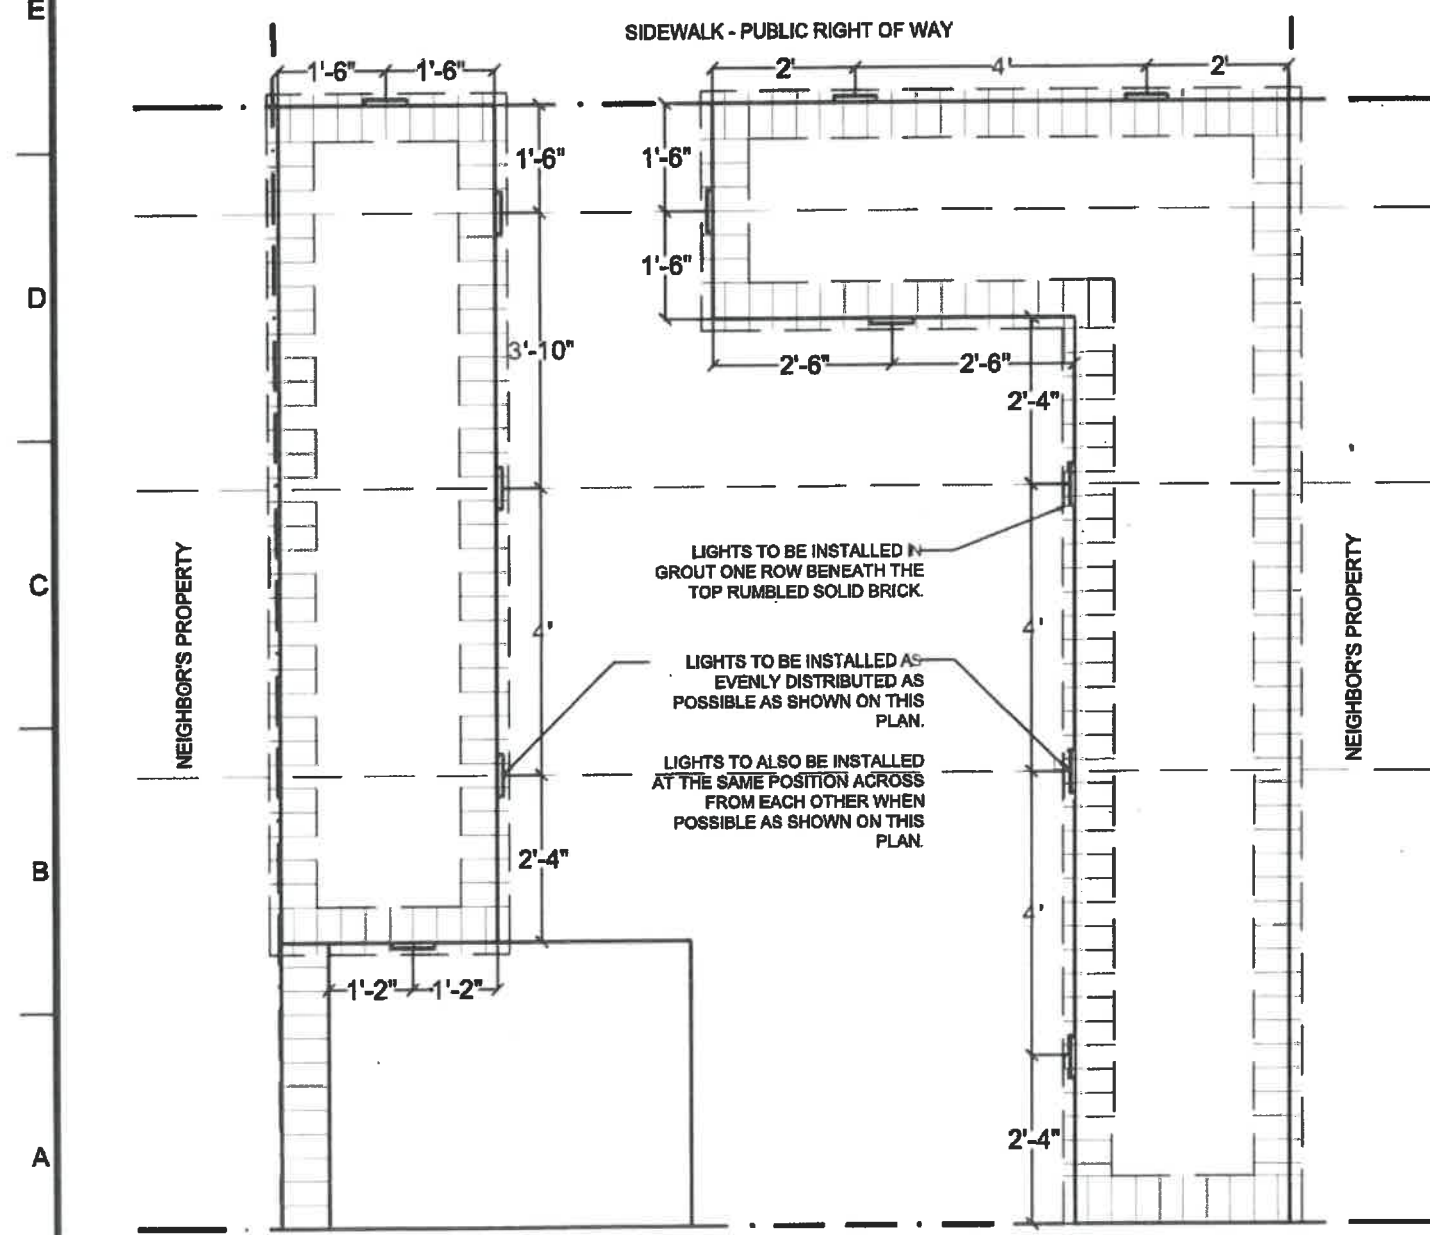 E
SIDEWALK - PUBLIC RIGHT OF WAY
1'-6" 1'-6"
2' 4' 2'
1'-6"
1'-6"
1'-6"
D
3'-10"
2'-6" 2'-6"
2'-4"
LIGHTS TO BE INSTALLED IN
GROUT ONE ROW BENEATH THE
TOP RUMBLED SOLID BRICK.
C
NEIGHBOR'S PROPERTY
NEIGHBOR'S PROPERTY
4'
4'
LIGHTS TO BE INSTALLED AS
EVENLY DISTRIBUTED AS
POSSIBLE AS SHOWN ON THIS
PLAN.
LIGHTS TO ALSO BE INSTALLED
AT THE SAME POSITION ACROSS
FROM EACH OTHER WHEN
POSSIBLE AS SHOWN ON THIS
PLAN.
2'-4"
B
4'
1'-2" 1'-2"
2'-4"
A